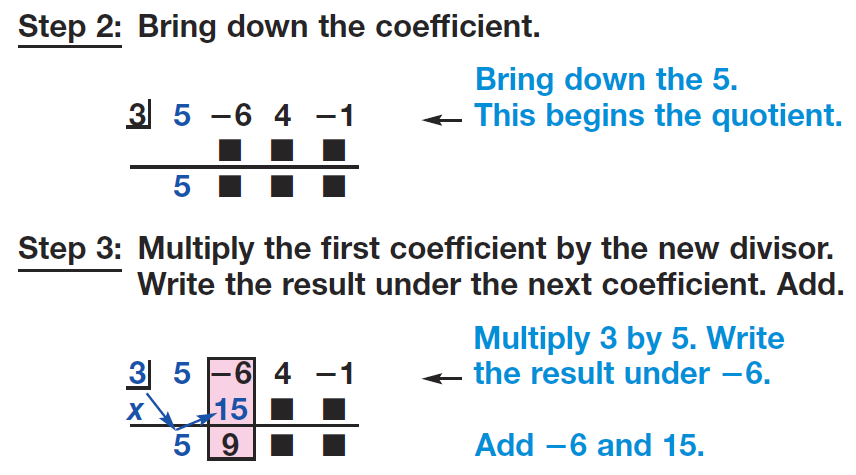 Step 2: Bring down the coefficient.
Bring down the 5.
3 5 −6 4 −1 This begins the quotient.
■ ■ ■
5 ■ ■ ■
Step 3: Multiply the first coefficient by the new divisor.
Write the result under the next coefficient. Add.
Multiply 3 by 5. Write
3 5 −6 4 −1 the result under −6.
x 15 ■ ■
5 9 ■ ■ Add −6 and 15.